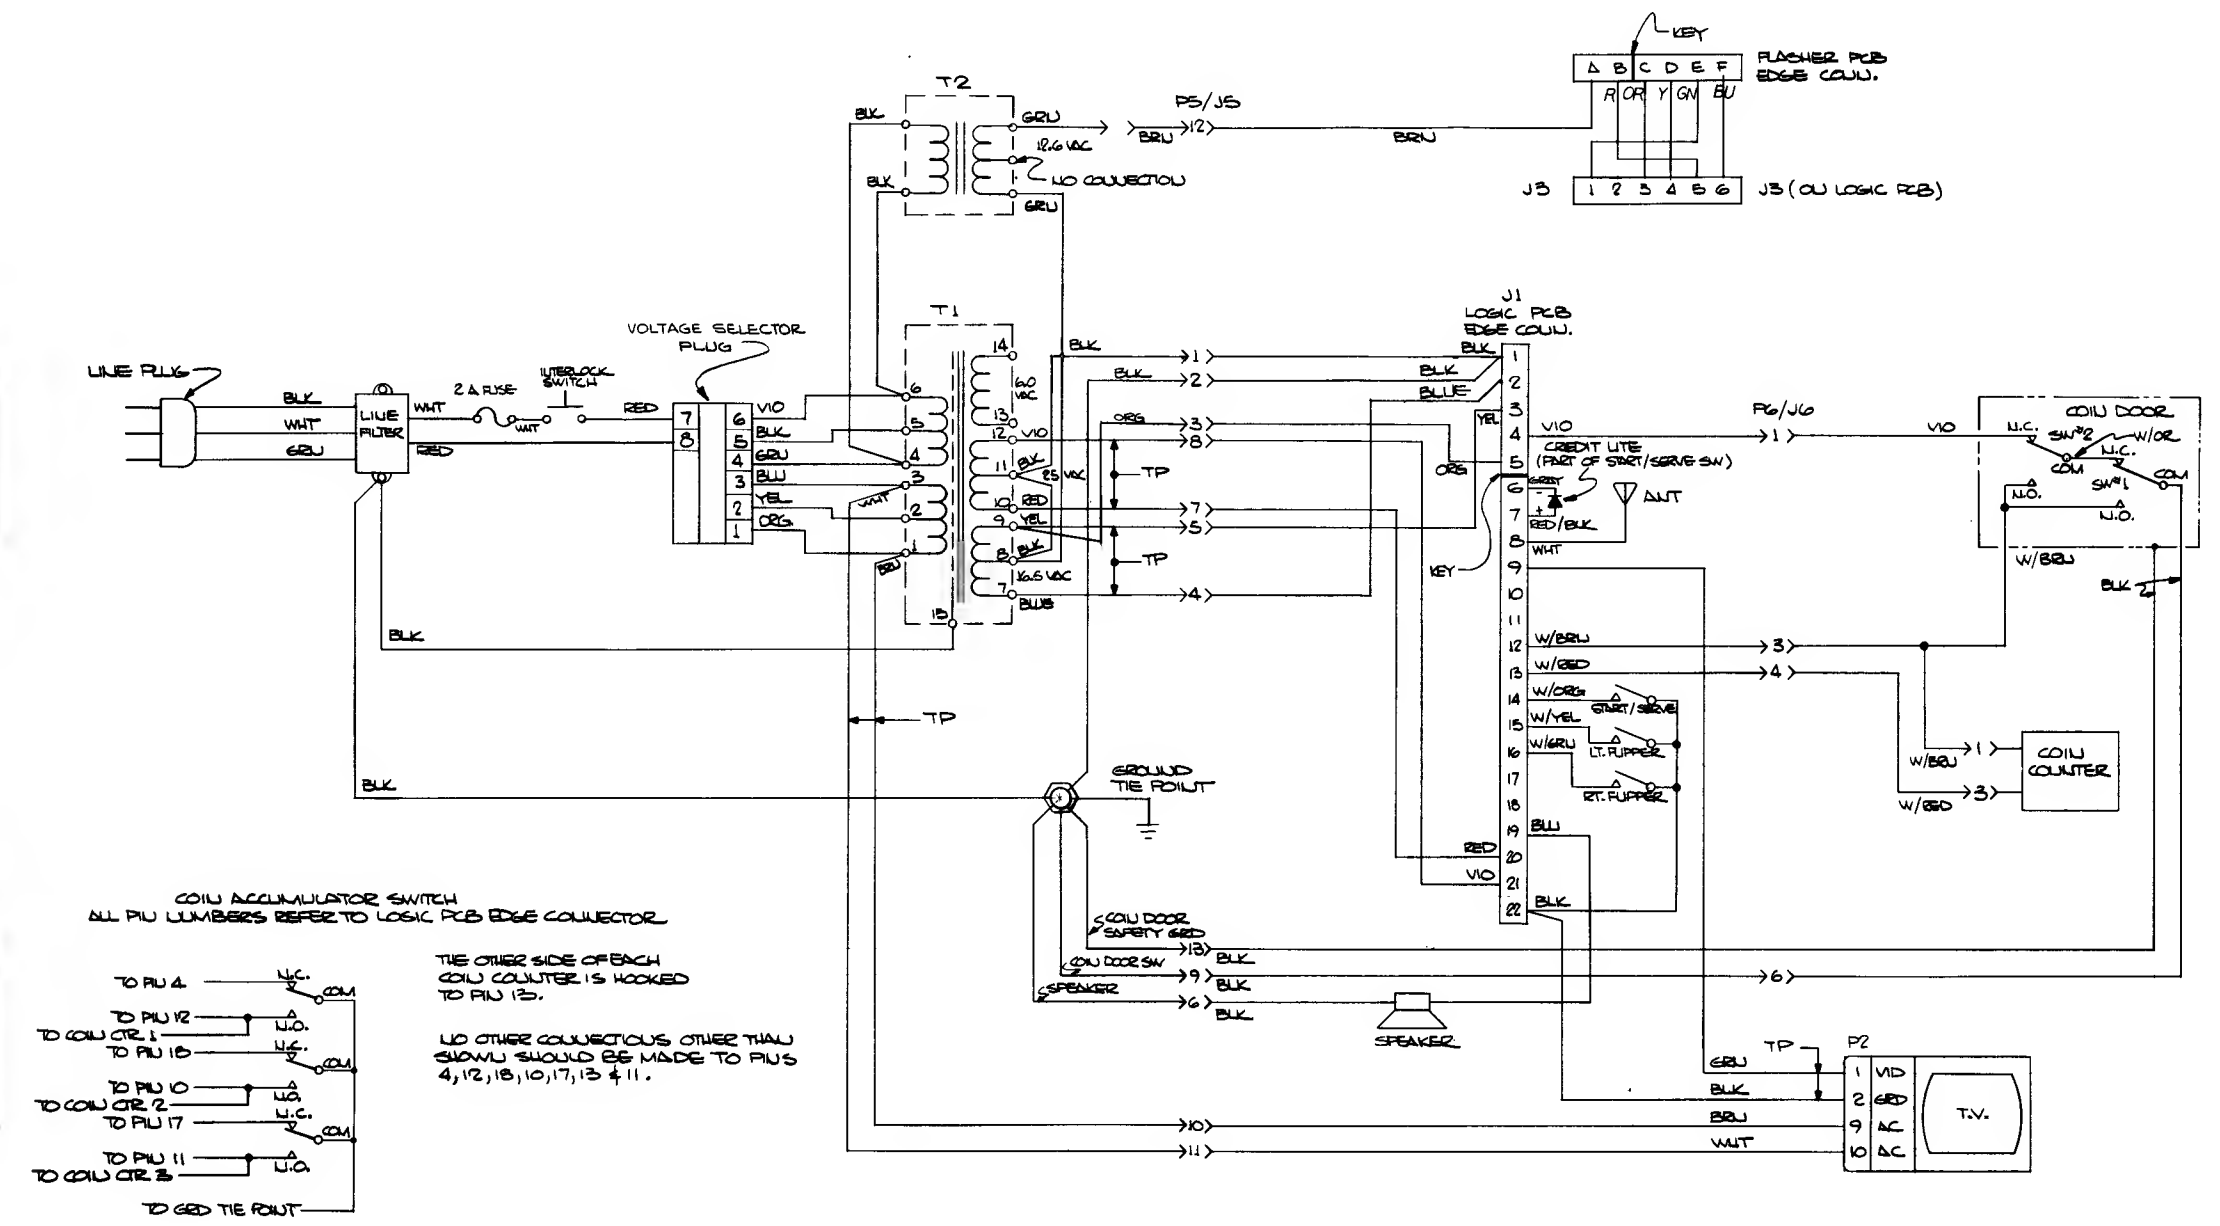 KEY
FLASHER PCB
EDGE CONN.
A B C D E F
R OR Y GN BU
J3
1 2 3 4 5 6
J3 (ON LOGIC PCB)
T2
BLK
BLK
GRN
12.6 VAC
NO CONNECTION
GRN
P5/J5
BRN
12
BRN
T1
14
6.0
VAC
13
12
VIO
11
BLK
25 VAC
10
RED
9
YEL
8
BLK
16.5 VAC
7
BLUE
15
6
5
4
3
2
1
WHT
BRN
LINE PLUG
BLK
WHT
GRN
LINE
FILTER
WHT
2 A FUSE
WHT
INTERLOCK
SWITCH
RED
RED
VOLTAGE SELECTOR
PLUG
7
8
6 VIO
5 BLK
4 GRN
3 BLU
2 YEL
1 ORG.
BLK
BLK
TP
TP
TP
BLK
1
BLK
2
ORG
3
8
7
5
4
J1
LOGIC PCB
EDGE CONN.
BLK
BLK
BLUE
YEL
ORG
KEY
RED
VIO
1
2
3
4 VIO
5
6 GRAY
7 RED/BLK
8 WHT
9
10
11
12 W/BRN
13 W/RED
14 W/ORG
15 W/YEL
16 W/GRN
17
18
19 BLU
20
21
22 BLK
CREDIT LITE
(PART OF START/SERVE SW)
-
+
ANT
START/SERVE
LT. FLIPPER
RT. FLIPPER
P6/J6
1
VIO
3
4
6
COIN DOOR
N.C.
SW#2
W/OR
COM
N.C.
SW#1
COM
N.O.
N.O.
W/BRN
BLK 2
W/BRN
1
W/RED
3
COIN
COUNTER
GROUND
TIE POINT
COIN DOOR
SAFETY GRD
13
BLK
COIN DOOR SW
9
BLK
SPEAKER
6
BLK
SPEAKER
10
11
TP
P2
GRN
BLK
BRN
WHT
1 VID
2 GRD
9 AC
10 AC
T.V.
COIN ACCUMULATOR SWITCH
ALL PIN NUMBERS REFER TO LOGIC PCB EDGE CONNECTOR
TO PIN 4
N.C.
COM
TO PIN 12
N.O.
TO COIN CTR 1
TO PIN 18
N.C.
COM
TO PIN 10
N.O.
TO COIN CTR 2
TO PIN 17
N.C.
COM
TO PIN 11
N.O.
TO COIN CTR 3
TO GRD TIE POINT
THE OTHER SIDE OF EACH
COIN COUNTER IS HOOKED
TO PIN 13.
NO OTHER CONNECTIONS OTHER THAN
SHOWN SHOULD BE MADE TO PINS
4, 12, 18, 10, 17, 13 & 11.